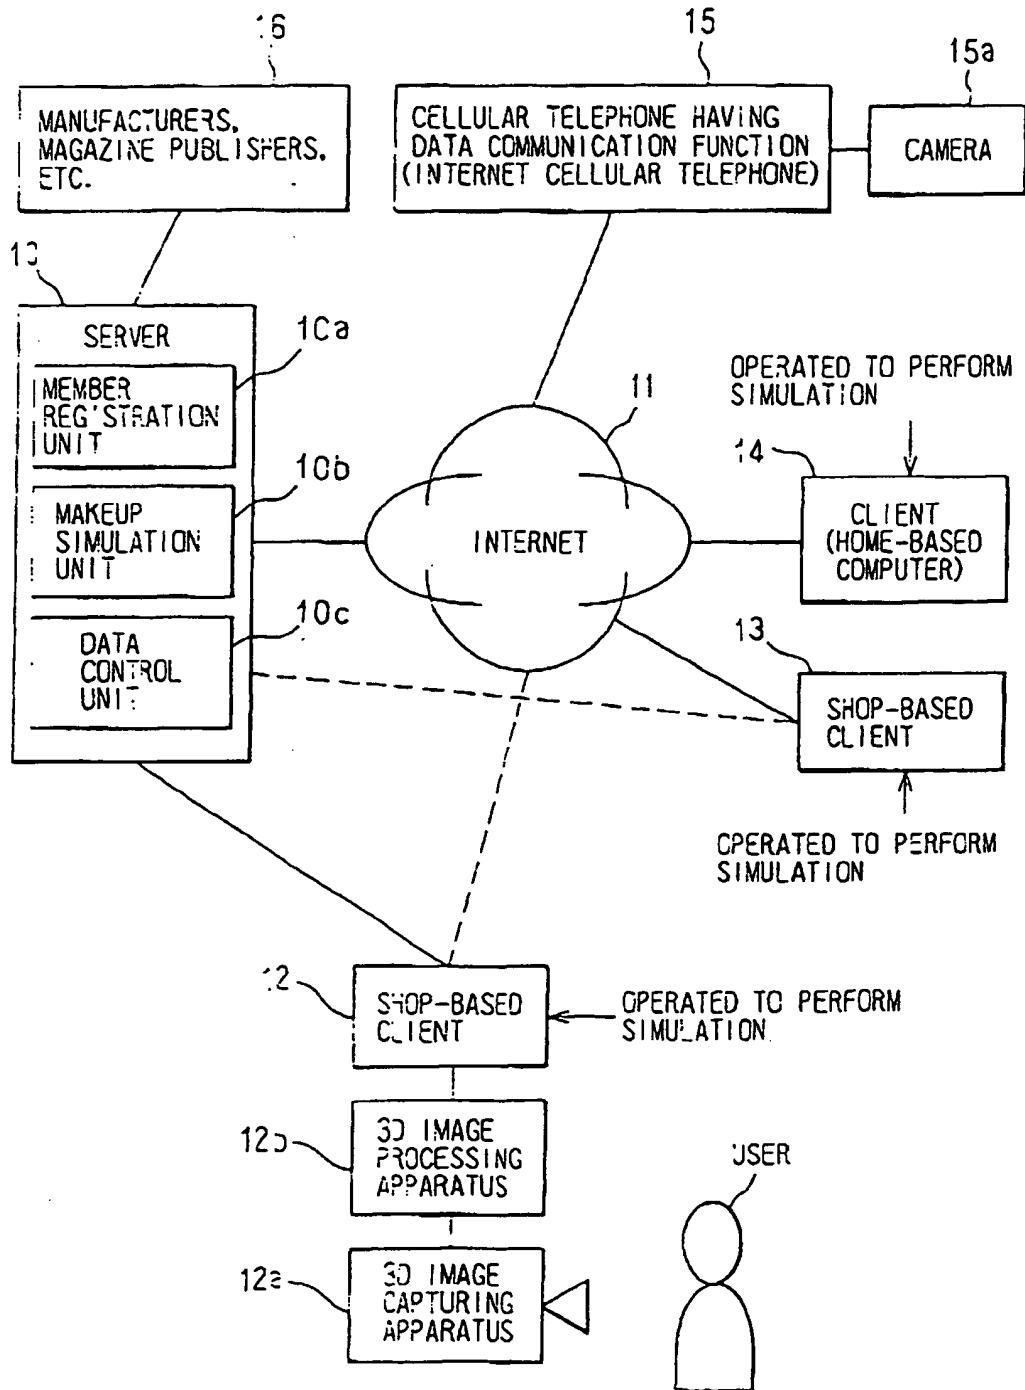 16
15
15a
MANUFACTURERS,
MAGAZINE PUBLISHERS,
ETC.
CELLULAR TELEPHONE HAVING
DATA COMMUNICATION FUNCTION
(INTERNET CELLULAR TELEPHONE)
CAMERA
10
SERVER
10a
MEMBER
REGISTRATION
UNIT
10b
MAKEUP
SIMULATION
UNIT
10c
DATA
CONTROL
UNIT
11
INTERNET
OPERATED TO PERFORM
SIMULATION
14
CLIENT
(HOME-BASED
COMPUTER)
13
SHOP-BASED
CLIENT
OPERATED TO PERFORM
SIMULATION
12
SHOP-BASED
CLIENT
OPERATED TO PERFORM
SIMULATION
12b
3D IMAGE
PROCESSING
APPARATUS
USER
12a
3D IMAGE
CAPTURING
APPARATUS